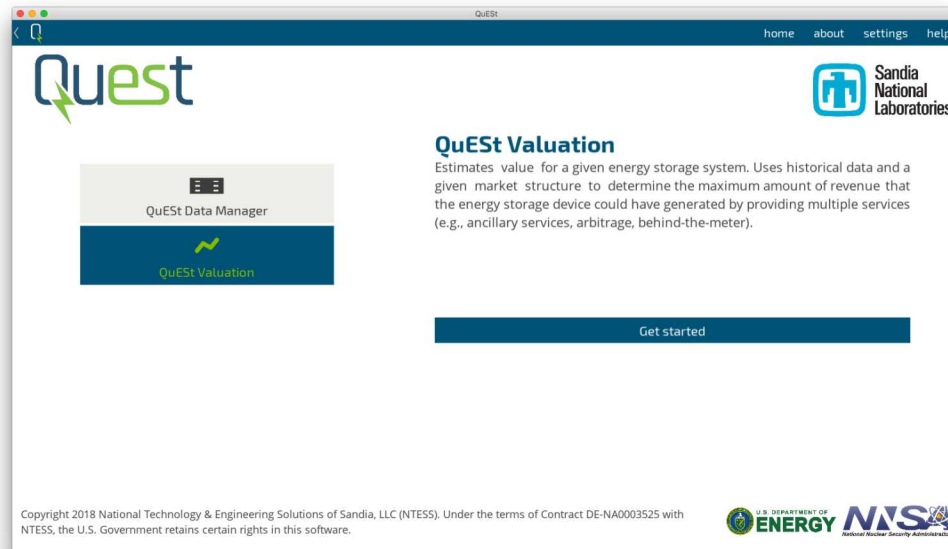 QuESt
home about settings help
Quest
Sandia
National
Laboratories
QuESt Valuation
Estimates value for a given energy storage system. Uses historical data and a
given market structure to determine the maximum amount of revenue that
the energy storage device could have generated by providing multiple services
(e.g., ancillary services, arbitrage, behind-the-meter).
QuESt Data Manager
QuESt Valuation
Get started
Copyright 2018 National Technology & Engineering Solutions of Sandia, LLC (NTESS). Under the terms of Contract DE-NA0003525 with
NTESS, the U.S. Government retains certain rights in this software.
U.S. DEPARTMENT OF
ENERGY
NNSA
National Nuclear Security Administration